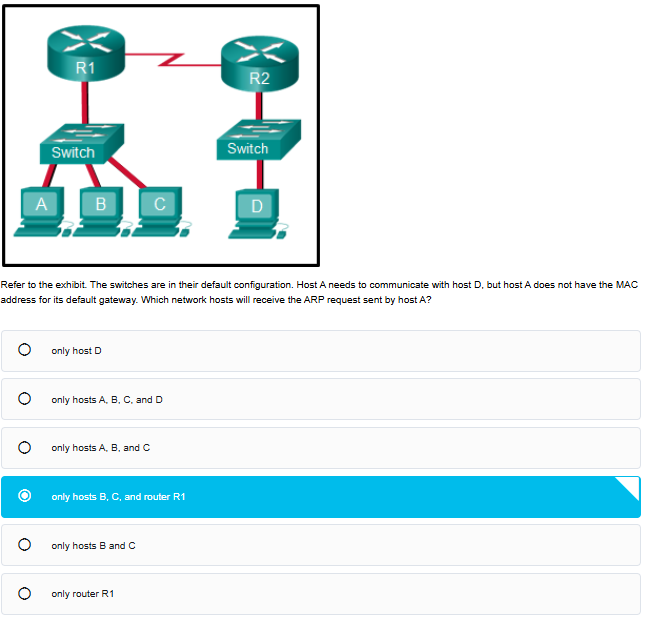 R1
R2
Switch
Switch
A
B
C
D
Refer to the exhibit. The switches are in their default configuration. Host A needs to communicate with host D, but host A does not have the MAC
address for its default gateway. Which network hosts will receive the ARP request sent by host A?
only host D
only hosts A, B, C, and D
only hosts A, B, and C
only hosts B, C, and router R1
only hosts B and C
only router R1